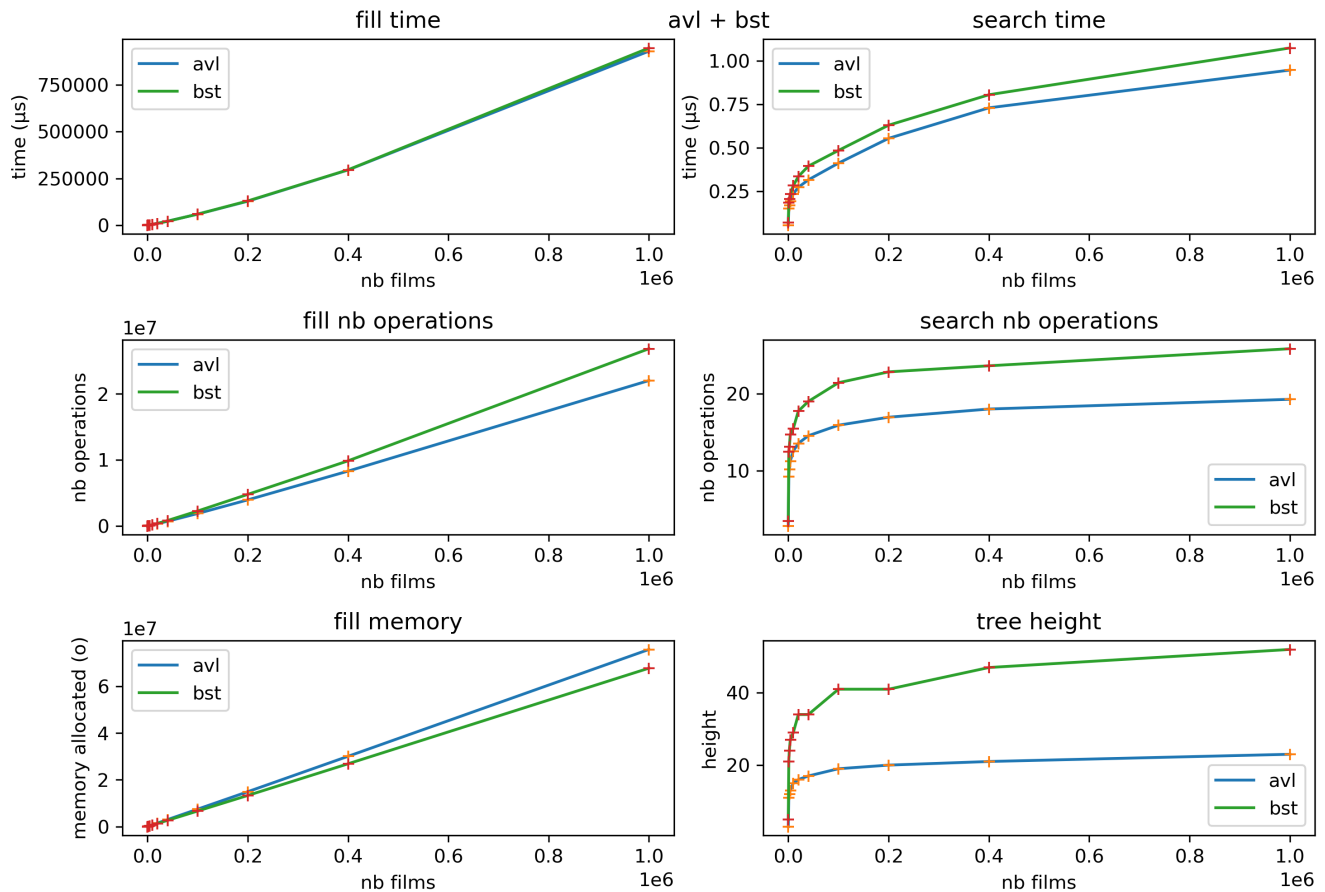 avl + bst
fill time
avl
bst
time (µs)
750000
500000
250000
0
0.0 0.2 0.4 0.6 0.8 1.0
1e6
nb films
search time
avl
bst
time (µs)
1.00
0.75
0.50
0.25
0.0 0.2 0.4 0.6 0.8 1.0
1e6
nb films
fill nb operations
1e7
avl
bst
nb operations
2
1
0
0.0 0.2 0.4 0.6 0.8 1.0
1e6
nb films
search nb operations
nb operations
20
10
avl
bst
0.0 0.2 0.4 0.6 0.8 1.0
1e6
nb films
fill memory
1e7
avl
bst
memory allocated (o)
6
4
2
0
0.0 0.2 0.4 0.6 0.8 1.0
1e6
nb films
tree height
height
40
20
avl
bst
0.0 0.2 0.4 0.6 0.8 1.0
1e6
nb films